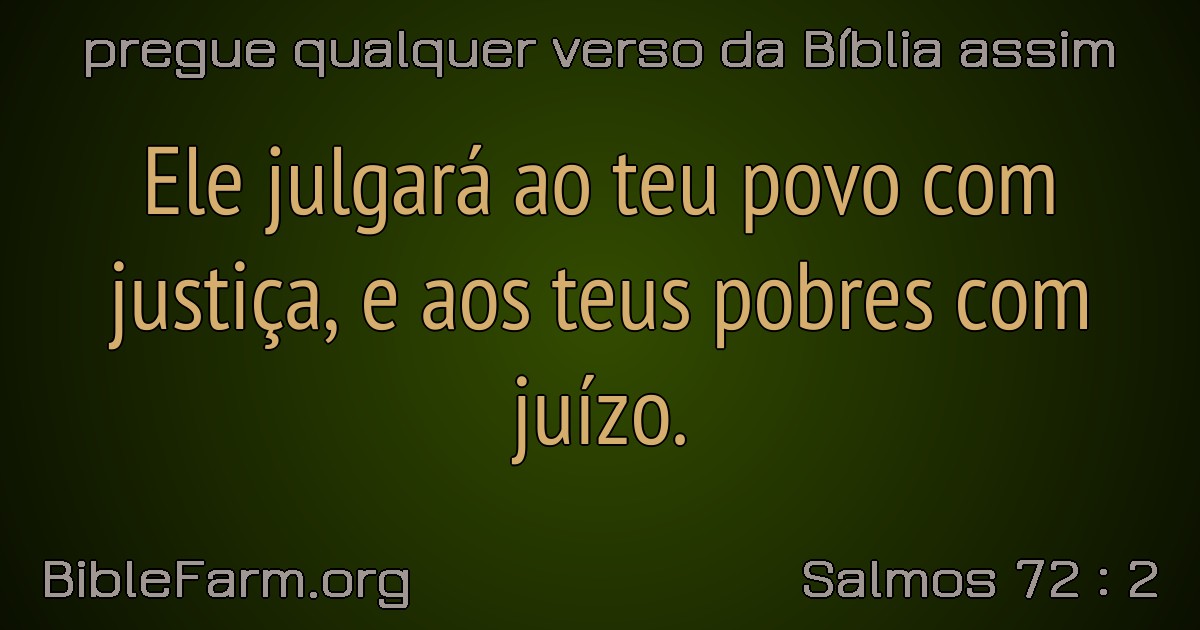 pregue qualquer verso da Bíblia assim
Ele julgará ao teu povo com
justiça, e aos teus pobres com
juízo.
BibleFarm.org
Salmos 72 : 2